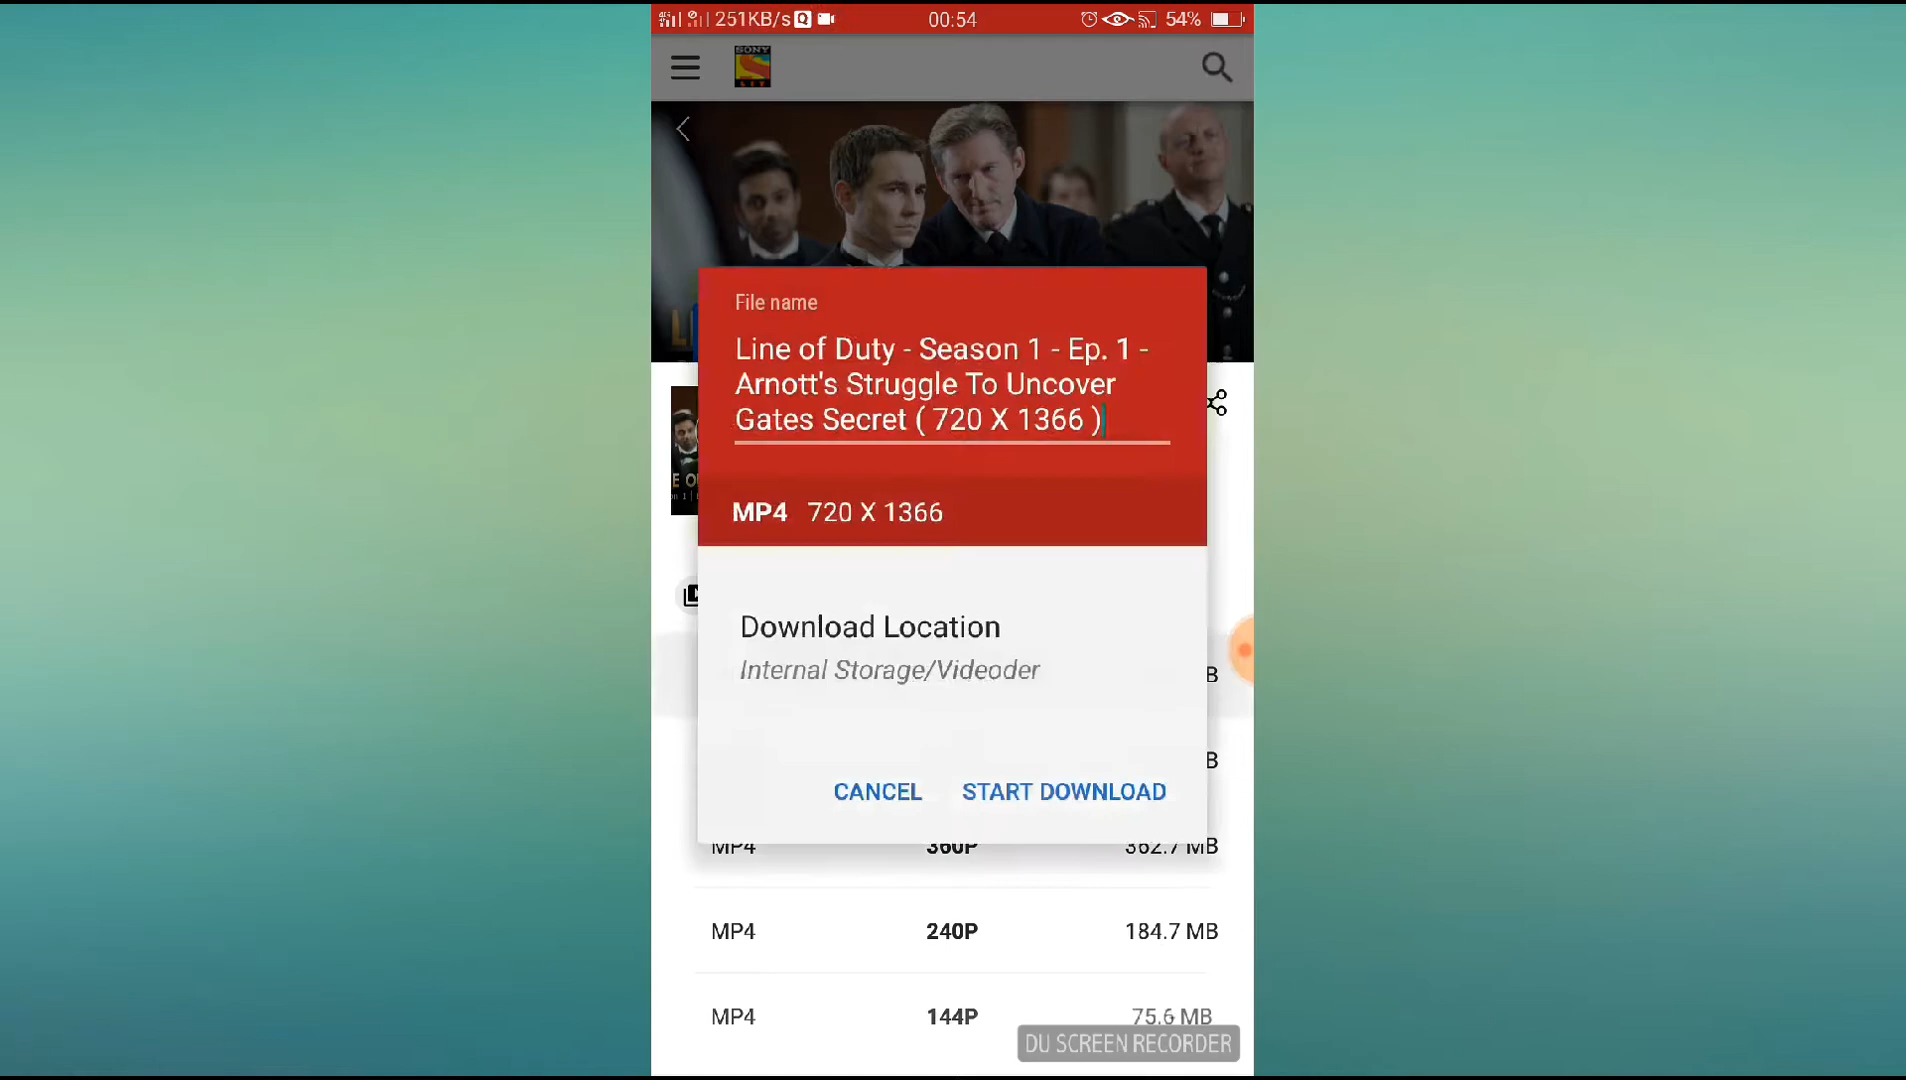 251KB/s 00:54 54%
SONY
LIV
File name
Line of Duty - Season 1 - Ep. 1 -
Arnott's Struggle To Uncover
Gates Secret ( 720 X 1366 )
MP4 720 X 1366
Download Location
Internal Storage/Videoder
B
B
CANCEL START DOWNLOAD
MP4 360P 362.7 MB
MP4 240P 184.7 MB
MP4 144P 75.6 MB
DU SCREEN RECORDER